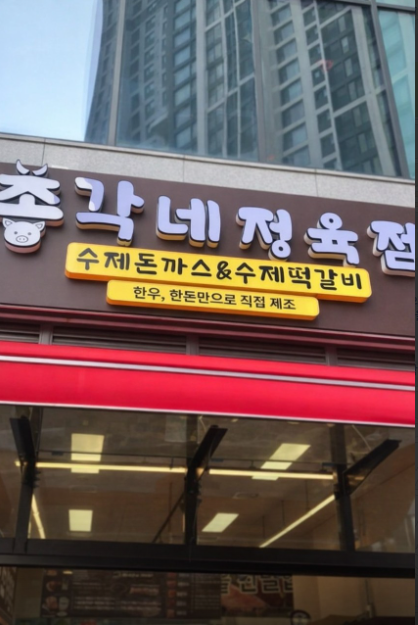 총각네정육점
수제돈까스&수제떡갈비
한우, 한돈만으로 직접 제조